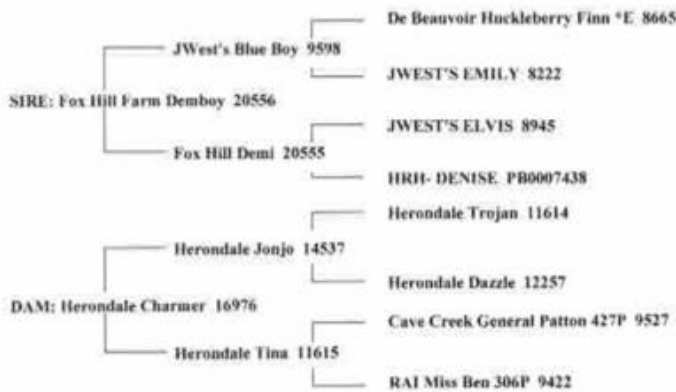 De Beauvoir Huckleberry Finn *E 8665
JWest's Blue Boy 9598
JWEST'S EMILY 8222
SIRE: Fox Hill Farm Demboy 20556
JWEST'S ELVIS 8945
Fox Hill Demi 20555
HRH- DENISE PB0007438
Herondale Trojan 11614
Herondale Jonjo 14537
Herondale Dazzle 12257
DAM: Herondale Charmer 16976
Cave Creek General Patton 427P 9527
Herondale Tina 11615
RAI Miss Ben 306P 9422